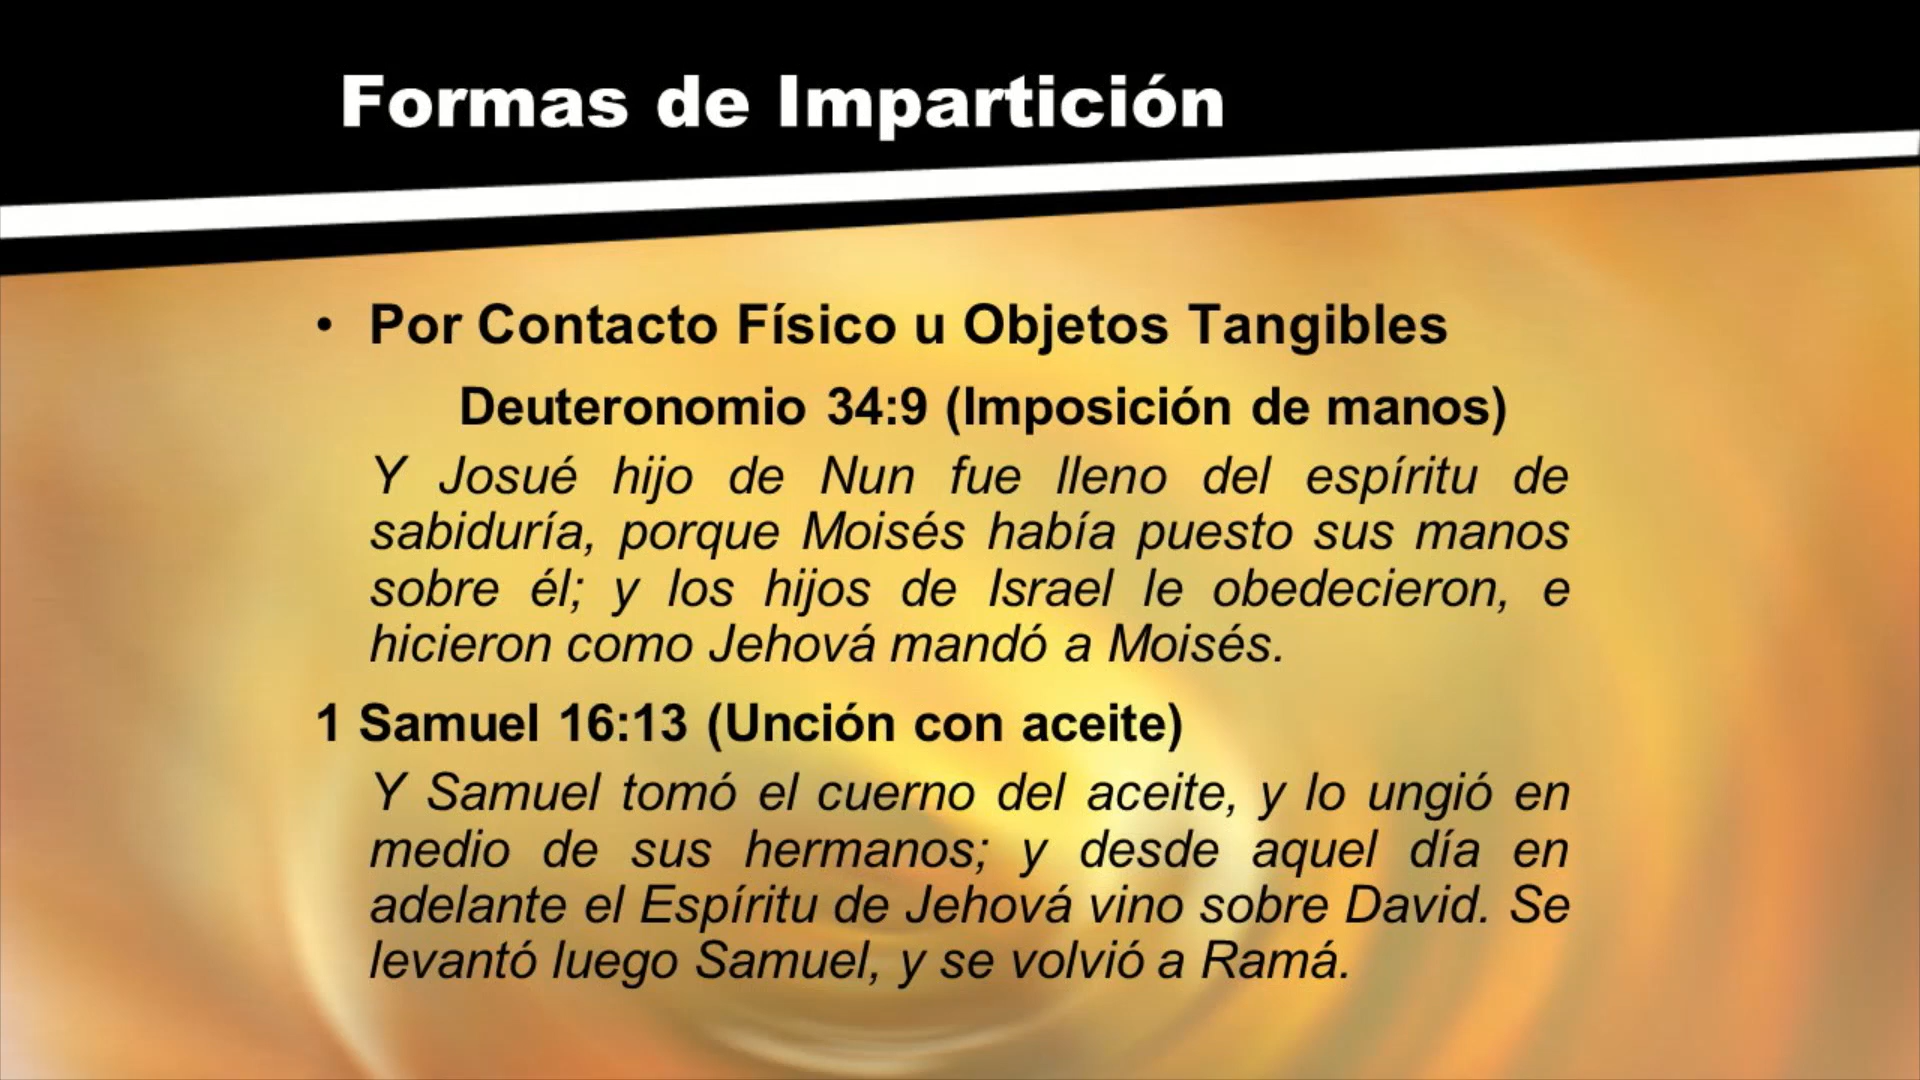 Formas de Impartición
• Por Contacto Físico u Objetos Tangibles
Deuteronomio 34:9 (Imposición de manos)
Y Josué hijo de Nun fue lleno del espíritu de
sabiduría, porque Moisés había puesto sus manos
sobre él; y los hijos de Israel le obedecieron, e
hicieron como Jehová mandó a Moisés.
1 Samuel 16:13 (Unción con aceite)
Y Samuel tomó el cuerno del aceite, y lo ungió en
medio de sus hermanos; y desde aquel día en
adelante el Espíritu de Jehová vino sobre David. Se
levantó luego Samuel, y se volvió a Ramá.